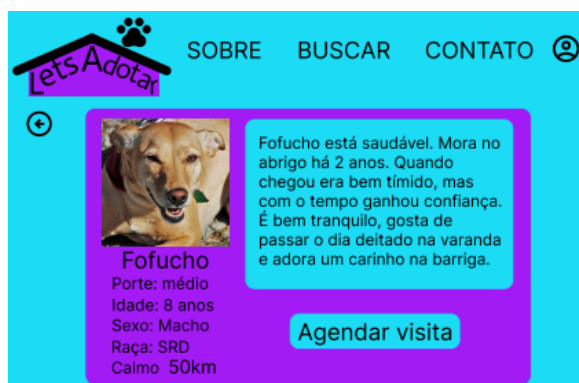 Lets Adotar
SOBRE BUSCAR CONTATO
Fofucho está saudável. Mora no
abrigo há 2 anos. Quando
chegou era bem tímido, mas
com o tempo ganhou confiança.
É bem tranquilo, gosta de
passar o dia deitado na varanda
e adora um carinho na barriga.
Fofucho
Porte: médio
Idade: 8 anos
Sexo: Macho
Raça: SRD
Calmo 50km
Agendar visita